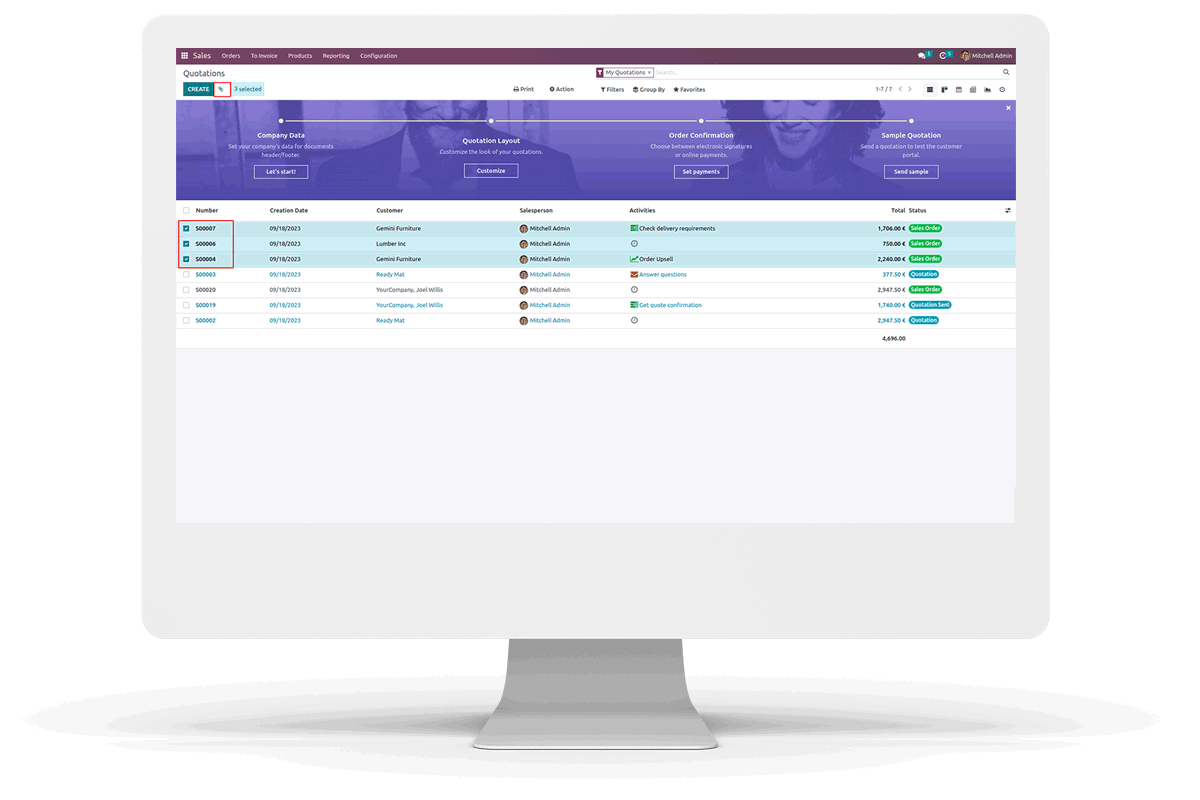 Sales Orders To Invoice Products Reporting Configuration 5 5 Mitchell Admin
Quotations My Quotations × Search...
CREATE 3 selected Print Action Filters Group By Favorites 1-7 / 7
Company Data
Set your company's data for documents
header/footer.
Let's start!
Quotation Layout
Customize the look of your quotations.
Customize
Order Confirmation
Choose between electronic signatures
or online payments.
Set payments
Sample Quotation
Send a quotation to test the customer
portal.
Send sample
Number Creation Date Customer Salesperson Activities Total Status
S00007 09/18/2023 Gemini Furniture Mitchell Admin Check delivery requirements 1,706.00 € Sales Order
S00006 09/18/2023 Lumber Inc Mitchell Admin 750.00 € Sales Order
S00004 09/18/2023 Gemini Furniture Mitchell Admin Order Upsell 2,240.00 € Sales Order
S00003 09/18/2023 Ready Mat Mitchell Admin Answer questions 377.50 € Quotation
S00020 09/18/2023 YourCompany, Joel Willis Mitchell Admin 2,947.50 € Sales Order
S00019 09/18/2023 YourCompany, Joel Willis Mitchell Admin Get quote confirmation 1,740.00 € Quotation Sent
S00002 09/18/2023 Ready Mat Mitchell Admin 2,947.50 € Quotation
4,696.00